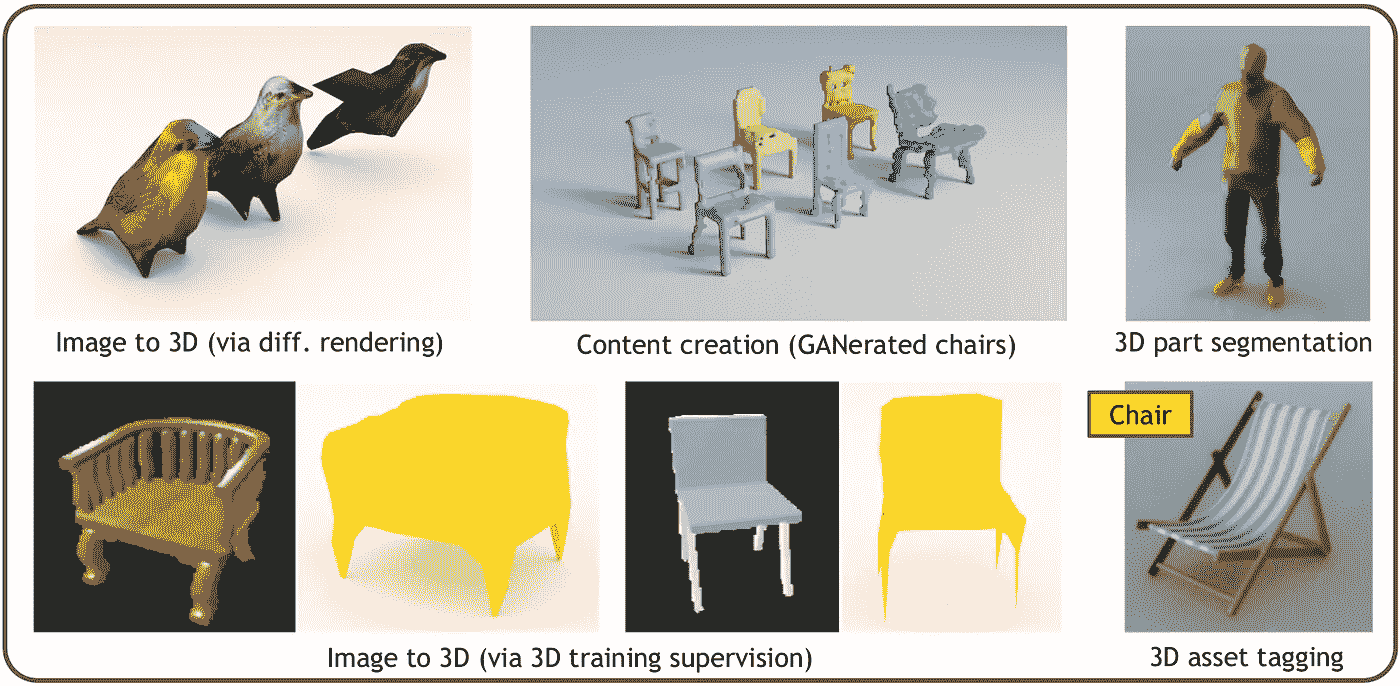 Image to 3D (via diff. rendering)
Content creation (GANerated chairs)
3D part segmentation
Chair
Image to 3D (via 3D training supervision)
3D asset tagging